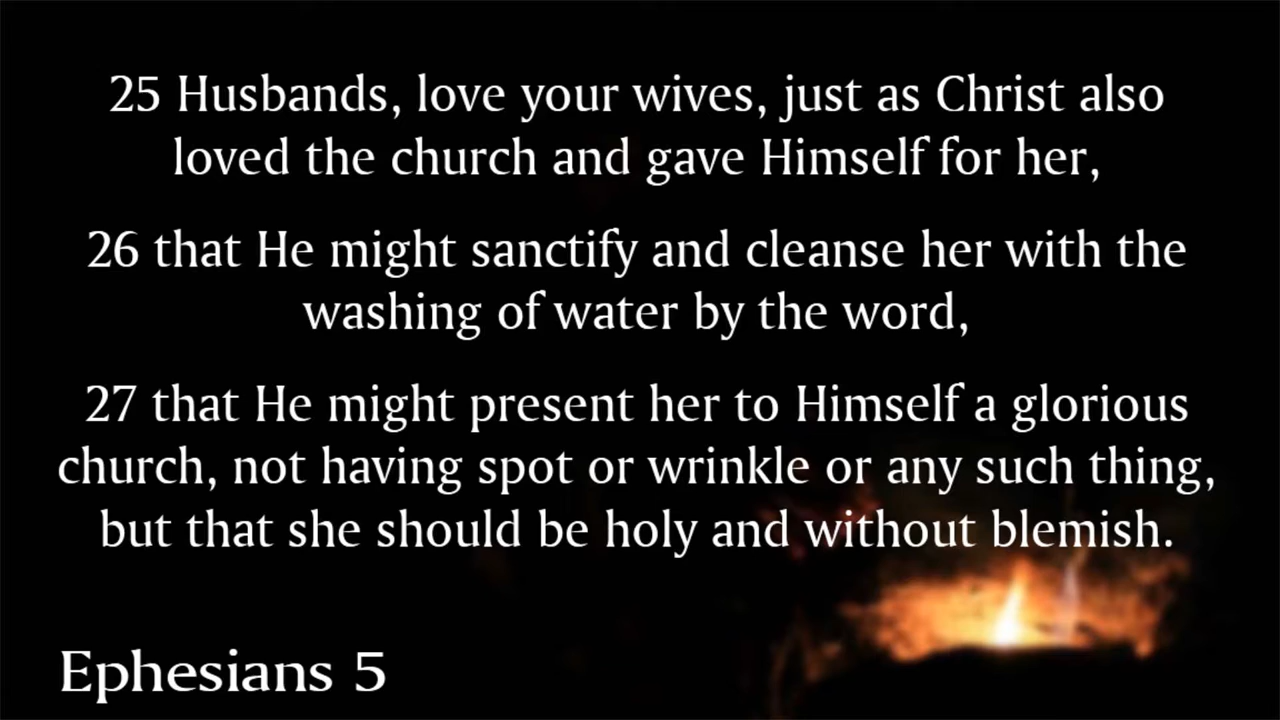 25 Husbands, love your wives, just as Christ also
loved the church and gave Himself for her,
26 that He might sanctify and cleanse her with the
washing of water by the word,
27 that He might present her to Himself a glorious
church, not having spot or wrinkle or any such thing,
but that she should be holy and without blemish.
Ephesians 5